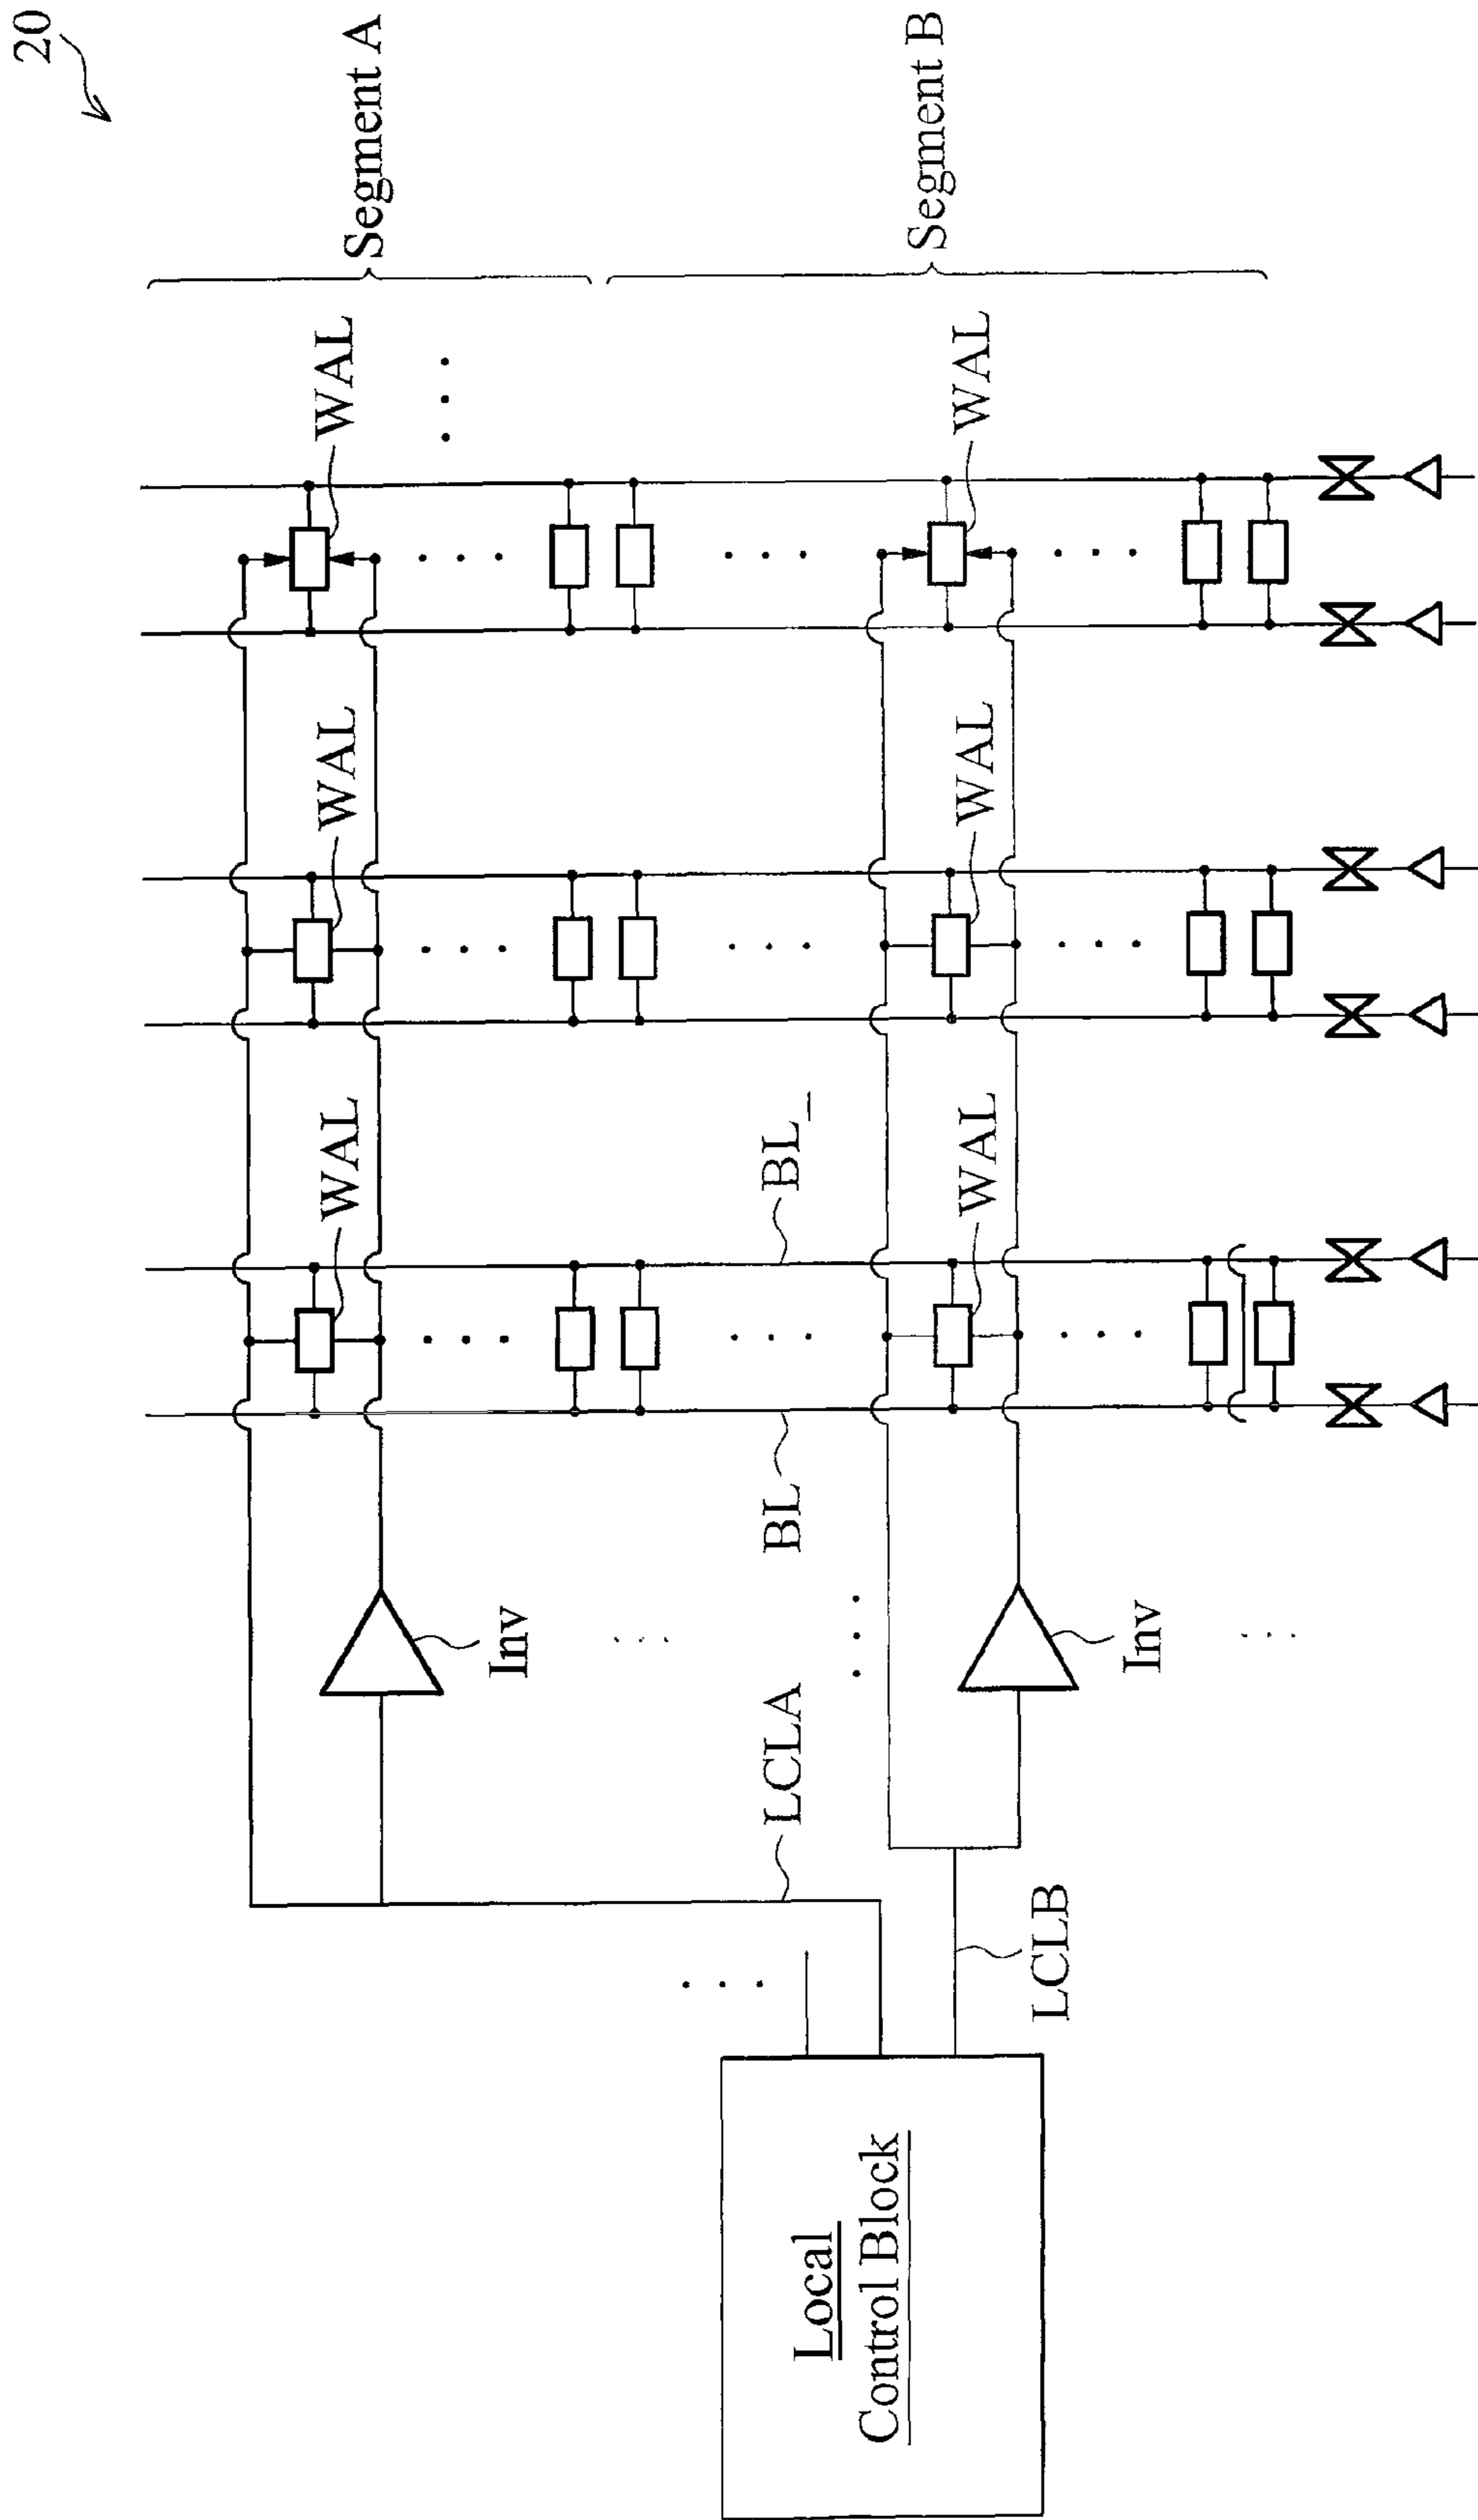 20
Segment A
Segment B
WAL
WAL
WAL
WAL
WAL
WAL
BL_
BL
Inv
Inv
LCLA
LCLB
Local
Control Block